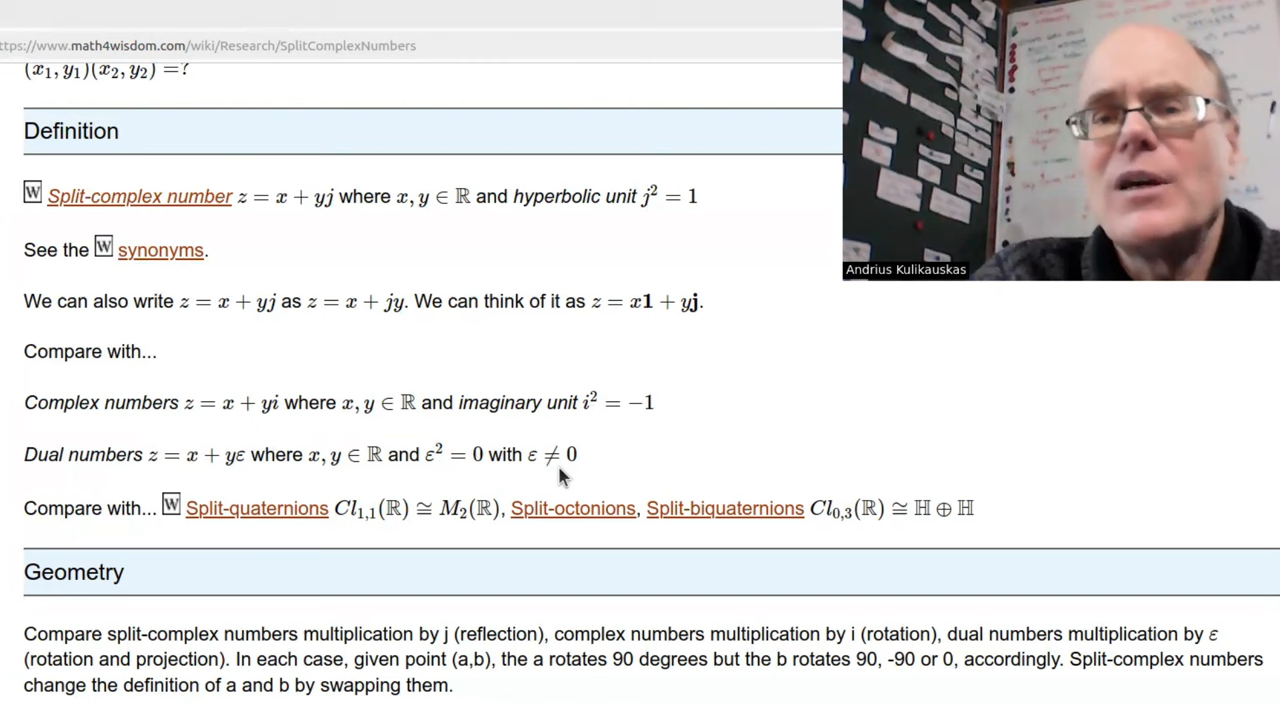 ttps://www.math4wisdom.com/wiki/Research/SplitComplexNumbers
(x₁, y₁)(x₂, y₂) =?
Definition
W Split-complex number z = x + yj where x, y ∈ ℝ and hyperbolic unit j² = 1
See the W synonyms.
We can also write z = x + yj as z = x + jy. We can think of it as z = x𝟏 + y𝐣.
Compare with...
Complex numbers z = x + yi where x, y ∈ ℝ and imaginary unit i² = −1
Dual numbers z = x + yε where x, y ∈ ℝ and ε² = 0 with ε ≠ 0
Compare with... W Split-quaternions Cl₁,₁(ℝ) ≅ M₂(ℝ), Split-octonions, Split-biquaternions Cl₀,₃(ℝ) ≅ ℍ ⊕ ℍ
Geometry
Compare split-complex numbers multiplication by j (reflection), complex numbers multiplication by i (rotation), dual numbers multiplication by ε
(rotation and projection). In each case, given point (a,b), the a rotates 90 degrees but the b rotates 90, -90 or 0, accordingly. Split-complex numbers
change the definition of a and b by swapping them.
Andrius Kulikauskas